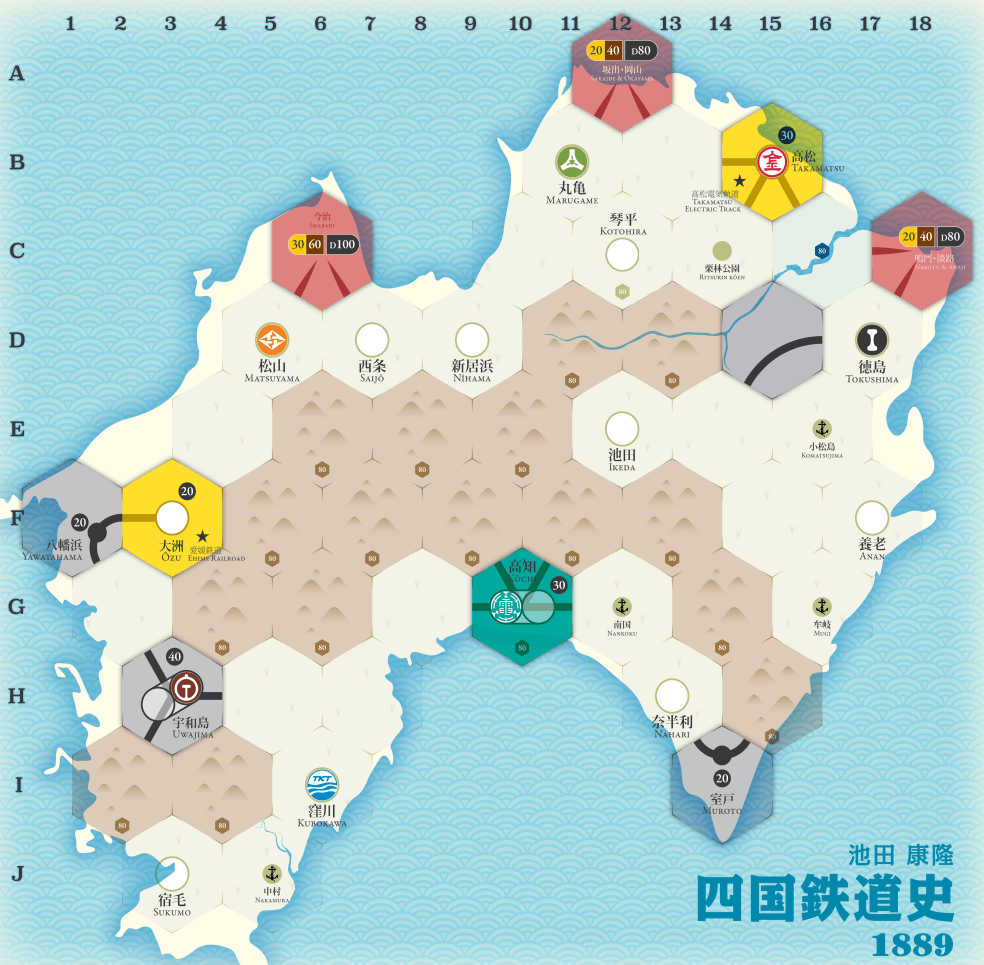 1 2 3 4 5 6 7 8 9 10 11 12 13 14 15 16 17 18
A
20 40 D80
坂出・岡山
SAKAIDE & OKAYAMA
B
丸亀
MARUGAME
30
高松
TAKAMATSU
高松電気軌道
TAKAMATSU
ELECTRIC TRACK
C
今治
IMABARI
30 60 D100
琴平
KOTOHIRA
80
栗林公園
RITSURIN KŌEN
80
20 40 D80
鳴門・淡路
NARUTO & AWAJI
D
松山
MATSUYAMA
西条
SAIJŌ
新居浜
NIHAMA
80
80
徳島
TOKUSHIMA
E
80
80
80
池田
IKEDA
小松島
KOMATSUJIMA
F
20
八幡浜
YAWATAHAMA
20
大洲
ŌZU
愛媛鉄道
EHIME RAILROAD
80
80
80
80
80
養老
ANAN
G
80
80
高知
KŌCHI
30
80
南国
NANKOKU
80
牟岐
MUGI
H
40
宇和島
UWAJIMA
奈半利
NAHARI
80
I
80
80
TKT
窪川
KUBOKAWA
20
室戸
MUROTO
J
宿毛
SUKUMO
中村
NAKAMURA
池田 康隆
四国鉄道史
1889